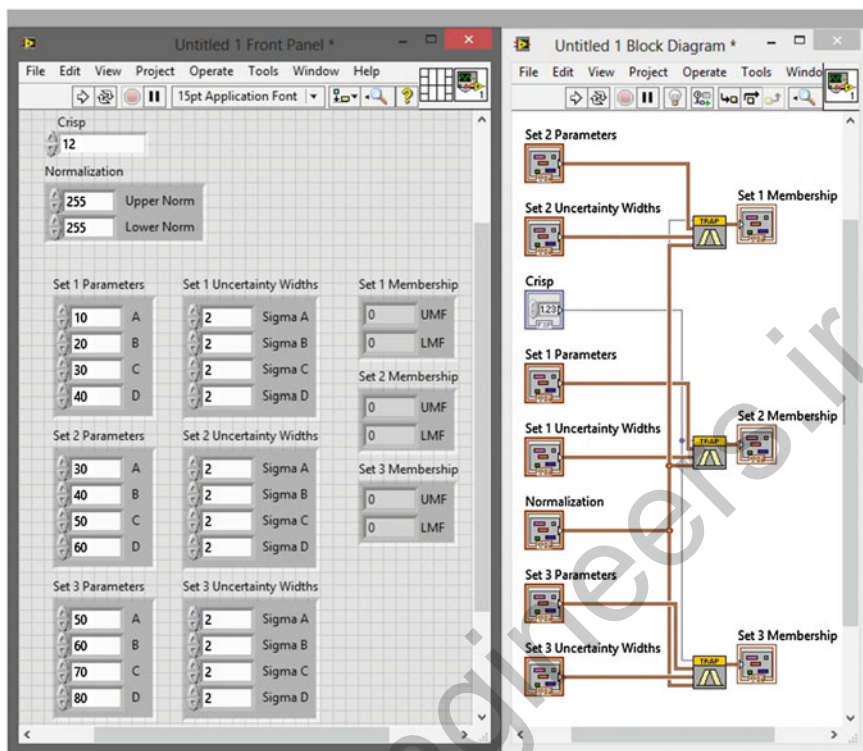 Untitled 1 Front Panel *
File Edit View Project Operate Tools Window Help
15pt Application Font
1
Crisp
12
Normalization
255 Upper Norm
255 Lower Norm
Set 1 Parameters
10 A
20 B
30 C
40 D
Set 1 Uncertainty Widths
2 Sigma A
2 Sigma B
2 Sigma C
2 Sigma D
Set 1 Membership
0 UMF
0 LMF
Set 2 Membership
0 UMF
0 LMF
Set 2 Parameters
30 A
40 B
50 C
60 D
Set 2 Uncertainty Widths
2 Sigma A
2 Sigma B
2 Sigma C
2 Sigma D
Set 3 Membership
0 UMF
0 LMF
Set 3 Parameters
50 A
60 B
70 C
80 D
Set 3 Uncertainty Widths
2 Sigma A
2 Sigma B
2 Sigma C
2 Sigma D
Untitled 1 Block Diagram *
File Edit View Project Operate Tools Windo
1
Set 2 Parameters
Set 1 Membership
TRAP
Set 2 Uncertainty Widths
Crisp
1.23
Set 1 Parameters
Set 2 Membership
TRAP
Set 1 Uncertainty Widths
Normalization
Set 3 Parameters
Set 3 Membership
TRAP
Set 3 Uncertainty Widths
gineers.ir